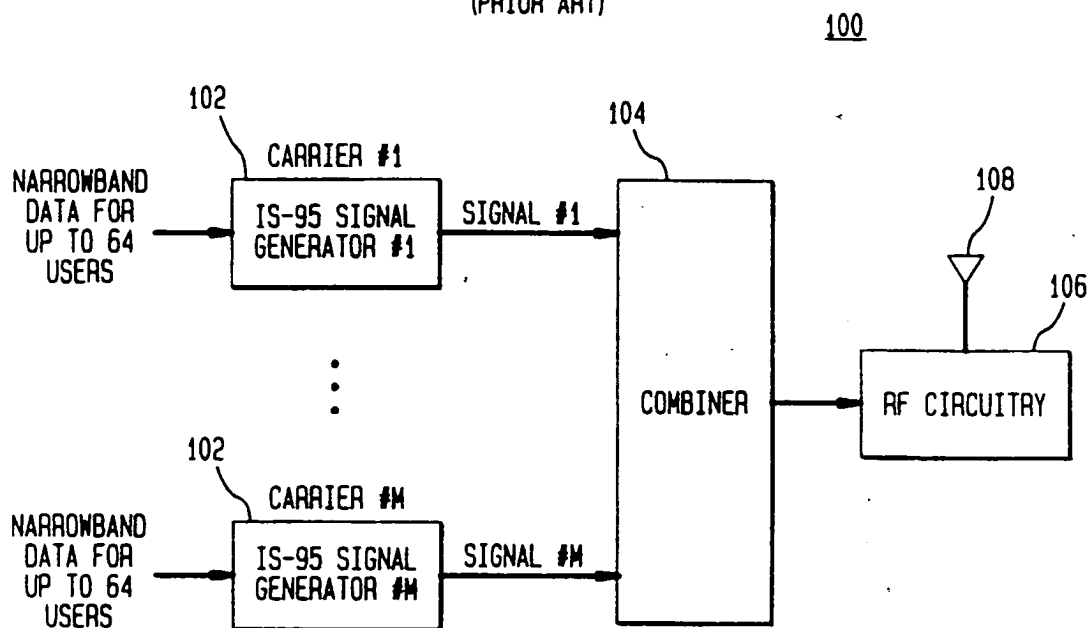 (PRIOR ART)
100
102
CARRIER #1
NARROWBAND
DATA FOR
UP TO 64
USERS
IS-95 SIGNAL
GENERATOR #1
SIGNAL #1
104
COMBINER
108
106
RF CIRCUITRY
102
CARRIER #M
NARROWBAND
DATA FOR
UP TO 64
USERS
IS-95 SIGNAL
GENERATOR #M
SIGNAL #M